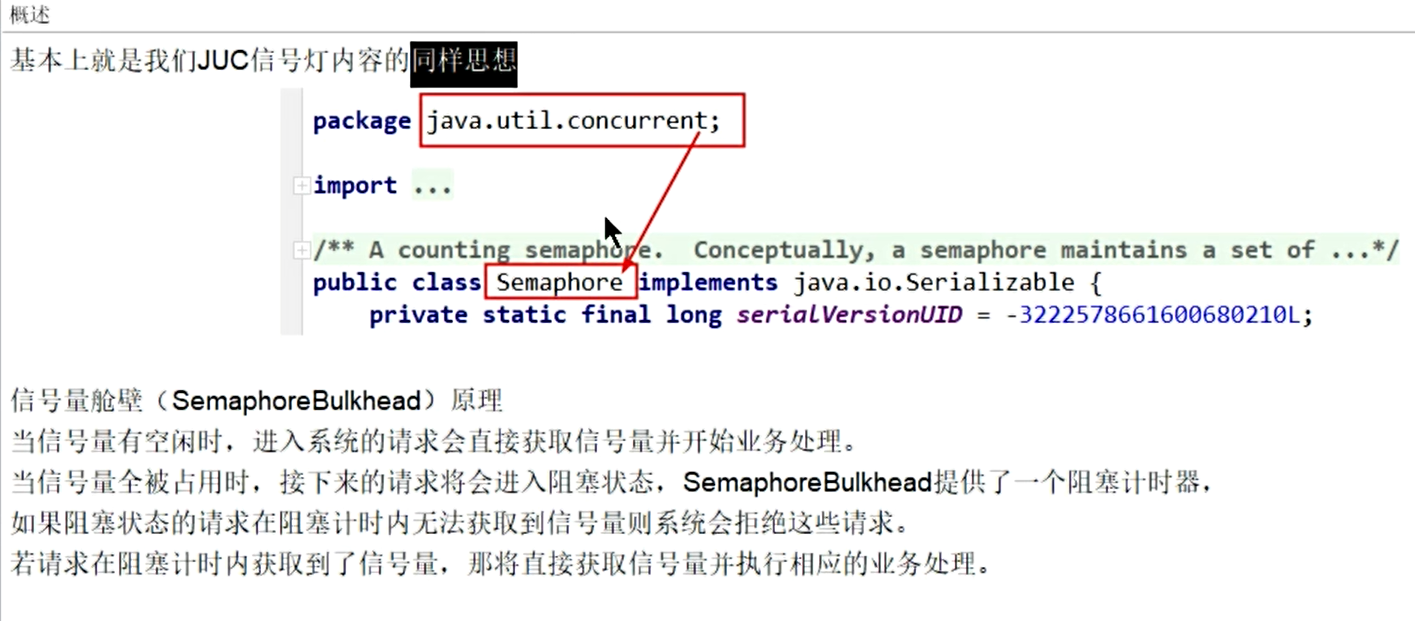 概述
基本上就是我们JUC信号灯内容的同样思想
package java.util.concurrent;
import ...
/** A counting semaphore.  Conceptually, a semaphore maintains a set of ...*/
public class Semaphore implements java.io.Serializable {
private static final long serialVersionUID = -3222578661600680210L;
信号量舱壁（SemaphoreBulkhead）原理
当信号量有空闲时，进入系统的请求会直接获取信号量并开始业务处理。
当信号量全被占用时，接下来的请求将会进入阻塞状态，SemaphoreBulkhead提供了一个阻塞计时器，
如果阻塞状态的请求在阻塞计时内无法获取到信号量则系统会拒绝这些请求。
若请求在阻塞计时内获取到了信号量，那将直接获取信号量并执行相应的业务处理。